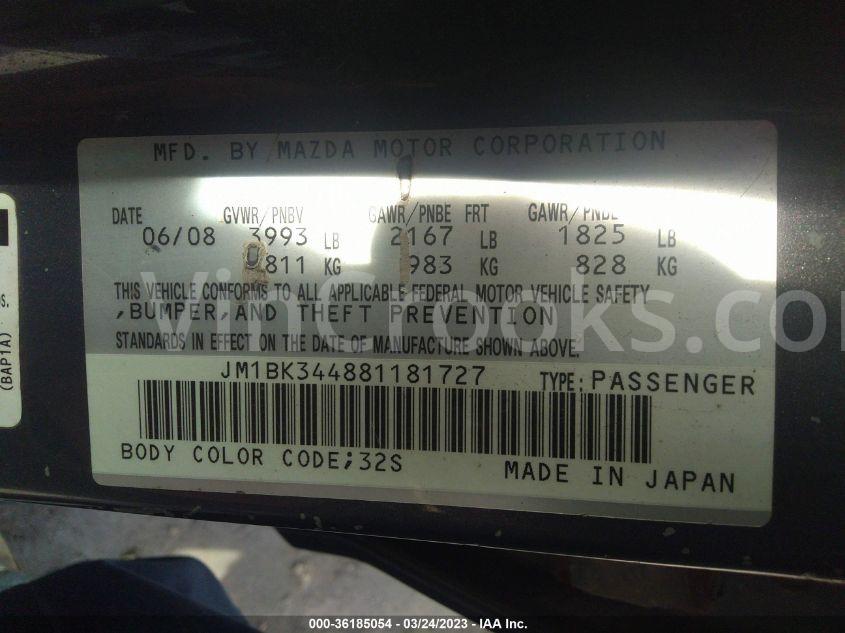 MFD. BY MAZDA MOTOR CORPORATION
DATE GVWR/PNBV GAWR/PNBE FRT GAWR/PNBE
06/08 3993 LB 2167 LB 1825 LB
811 KG 983 KG 828 KG
THIS VEHICLE CONFORMS TO ALL APPLICABLE FEDERAL MOTOR VEHICLE SAFETY
,BUMPER,AND THEFT PREVENTION
STANDARDS IN EFFECT ON THE DATE OF MANUFACTURE SHOWN ABOVE.
JM1BK344881181727 TYPE: PASSENGER
BODY COLOR CODE;32S
MADE IN JAPAN
(BAP1A)
VinCrooks.co
000-36185054 - 03/24/2023 - IAA Inc.